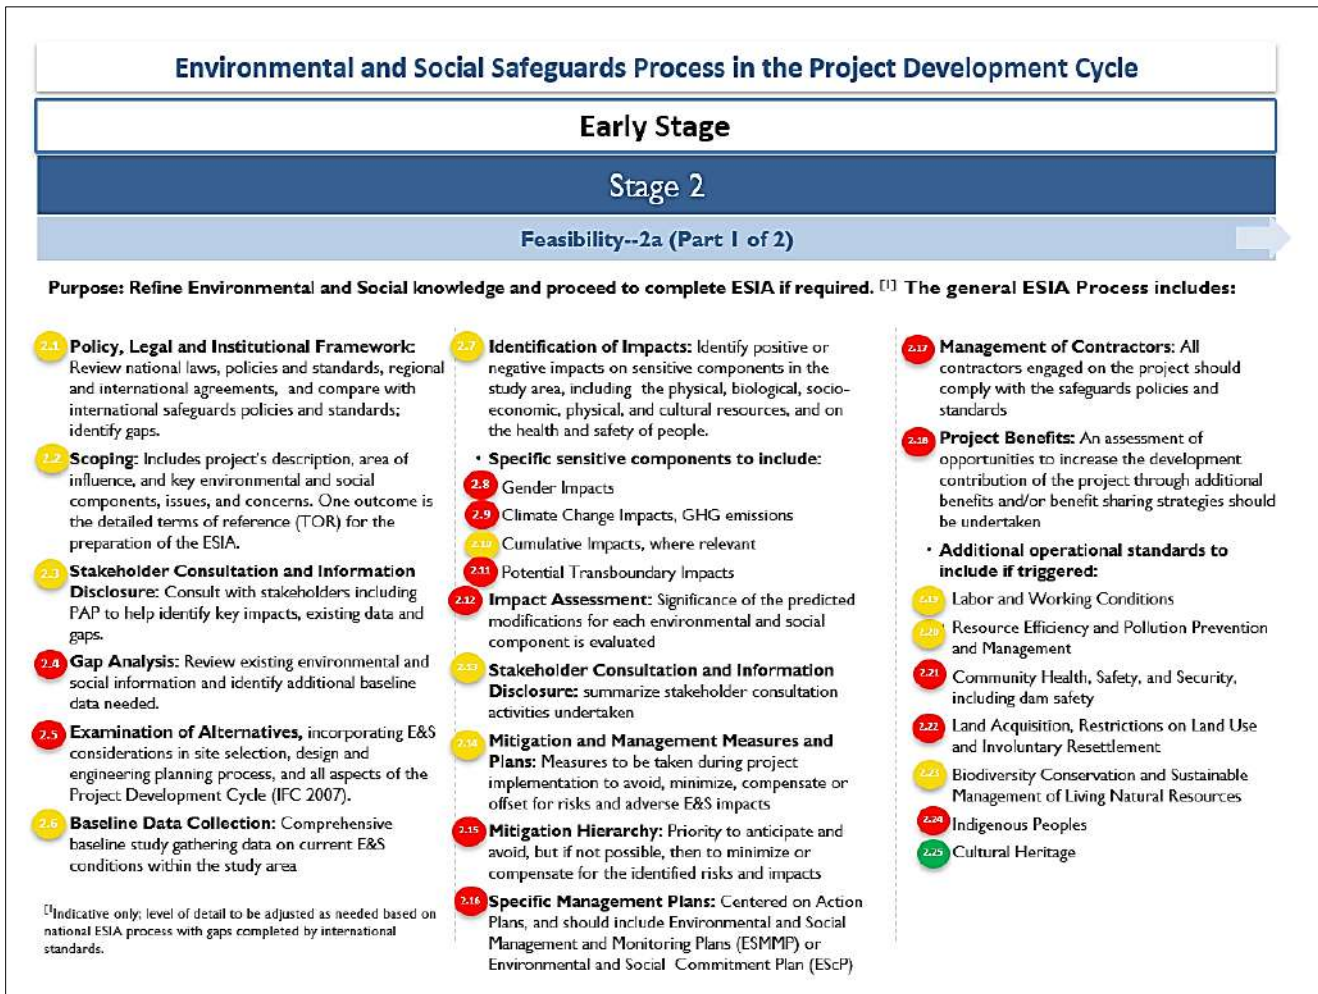 Environmental and Social Safeguards Process in the Project Development Cycle
Early Stage
Stage 2
Feasibility--2a (Part 1 of 2)
Purpose: Refine Environmental and Social knowledge and proceed to complete ESIA if required. [1] The general ESIA Process includes:
2.1 Policy, Legal and Institutional Framework:
Review national laws, policies and standards, regional
and international agreements, and compare with
international safeguards policies and standards;
identify gaps.
2.2 Scoping: Includes project's description, area of
influence, and key environmental and social
components, issues, and concerns. One outcome is
the detailed terms of reference (TOR) for the
preparation of the ESIA.
2.3 Stakeholder Consultation and Information
Disclosure: Consult with stakeholders including
PAP to help identify key impacts, existing data and
gaps.
2.4 Gap Analysis: Review existing environmental and
social information and identify additional baseline
data needed.
2.5 Examination of Alternatives, incorporating E&S
considerations in site selection, design and
engineering planning process, and all aspects of the
Project Development Cycle (IFC 2007).
2.6 Baseline Data Collection: Comprehensive
baseline study gathering data on current E&S
conditions within the study area
[1]Indicative only; level of detail to be adjusted as needed based on
national ESIA process with gaps completed by international
standards.
2.7 Identification of Impacts: Identify positive or
negative impacts on sensitive components in the
study area, including the physical, biological, socio-
economic, physical, and cultural resources, and on
the health and safety of people.
• Specific sensitive components to include:
2.8 Gender Impacts
2.9 Climate Change Impacts, GHG emissions
2.10 Cumulative Impacts, where relevant
2.11 Potential Transboundary Impacts
2.12 Impact Assessment: Significance of the predicted
modifications for each environmental and social
component is evaluated
2.13 Stakeholder Consultation and Information
Disclosure: summarize stakeholder consultation
activities undertaken
2.14 Mitigation and Management Measures and
Plans: Measures to be taken during project
implementation to avoid, minimize, compensate or
offset for risks and adverse E&S impacts
2.15 Mitigation Hierarchy: Priority to anticipate and
avoid, but if not possible, then to minimize or
compensate for the identified risks and impacts
2.16 Specific Management Plans: Centered on Action
Plans, and should include Environmental and Social
Management and Monitoring Plans (ESMMP) or
Environmental and Social Commitment Plan (EScP)
2.17 Management of Contractors: All
contractors engaged on the project should
comply with the safeguards policies and
standards
2.18 Project Benefits: An assessment of
opportunities to increase the development
contribution of the project through additional
benefits and/or benefit sharing strategies should
be undertaken
• Additional operational standards to
include if triggered:
2.19 Labor and Working Conditions
2.20 Resource Efficiency and Pollution Prevention
and Management
2.21 Community Health, Safety, and Security,
including dam safety
2.22 Land Acquisition, Restrictions on Land Use
and Involuntary Resettlement
2.23 Biodiversity Conservation and Sustainable
Management of Living Natural Resources
2.24 Indigenous Peoples
2.25 Cultural Heritage